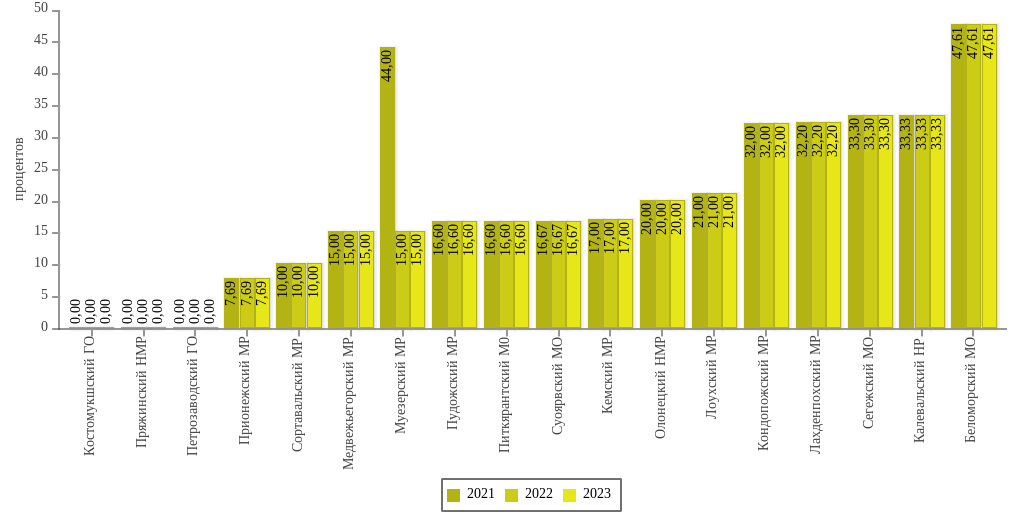 50
45
40
35
30
25
20
15
10
5
0
процентов
0,00 0,00 0,00
0,00 0,00 0,00
0,00 0,00 0,00
7,69 7,69 7,69
10,00 10,00 10,00
15,00 15,00 15,00
44,00 15,00 15,00
16,60 16,60 16,60
16,60 16,60 16,60
16,67 16,67 16,67
17,00 17,00 17,00
20,00 20,00 20,00
21,00 21,00 21,00
32,00 32,00 32,00
32,20 32,20 32,20
33,30 33,30 33,30
33,33 33,33 33,33
47,61 47,61 47,61
Костомукшский ГО
Пряжинский НМР
Петрозаводский ГО
Прионежский МР
Сортавальский МР
Медвежьегорский МР
Муезерский МР
Пудожский МР
Питкярантский М0
Суоярвский МО
Кемский МР
Олонецкий НМР
Лоухский МР
Кондопожский МР
Лахденпохский МР
Сегежский МО
Калевальский НР
Беломорский МО
2021 2022 2023